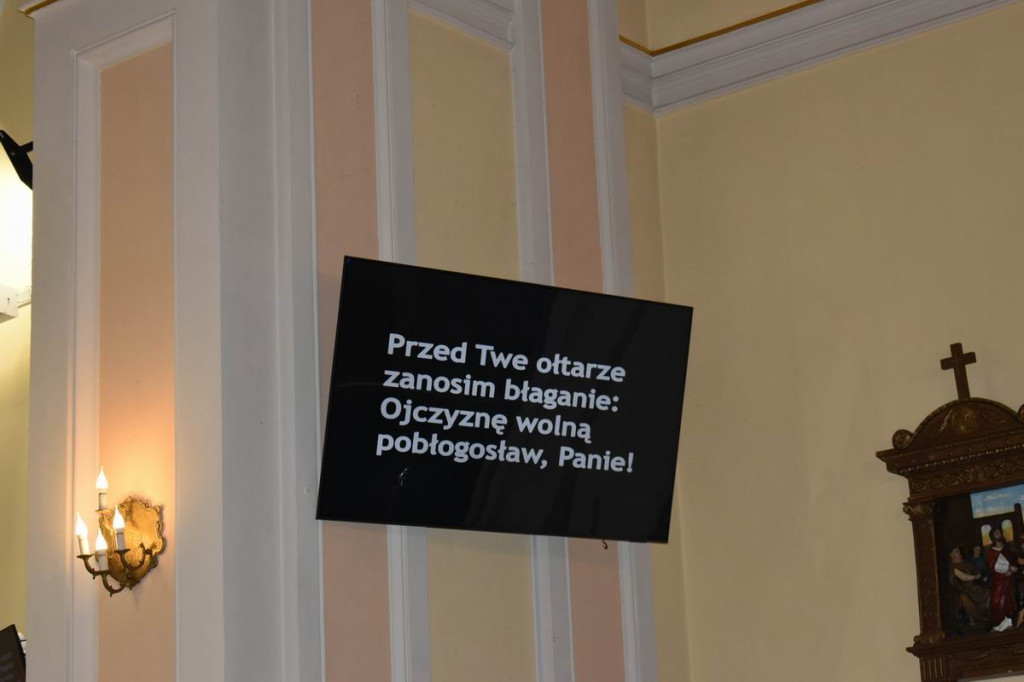 Przed Twe ołtarze
zanosim błaganie:
Ojczyznę wolną
pobłogosław, Panie!